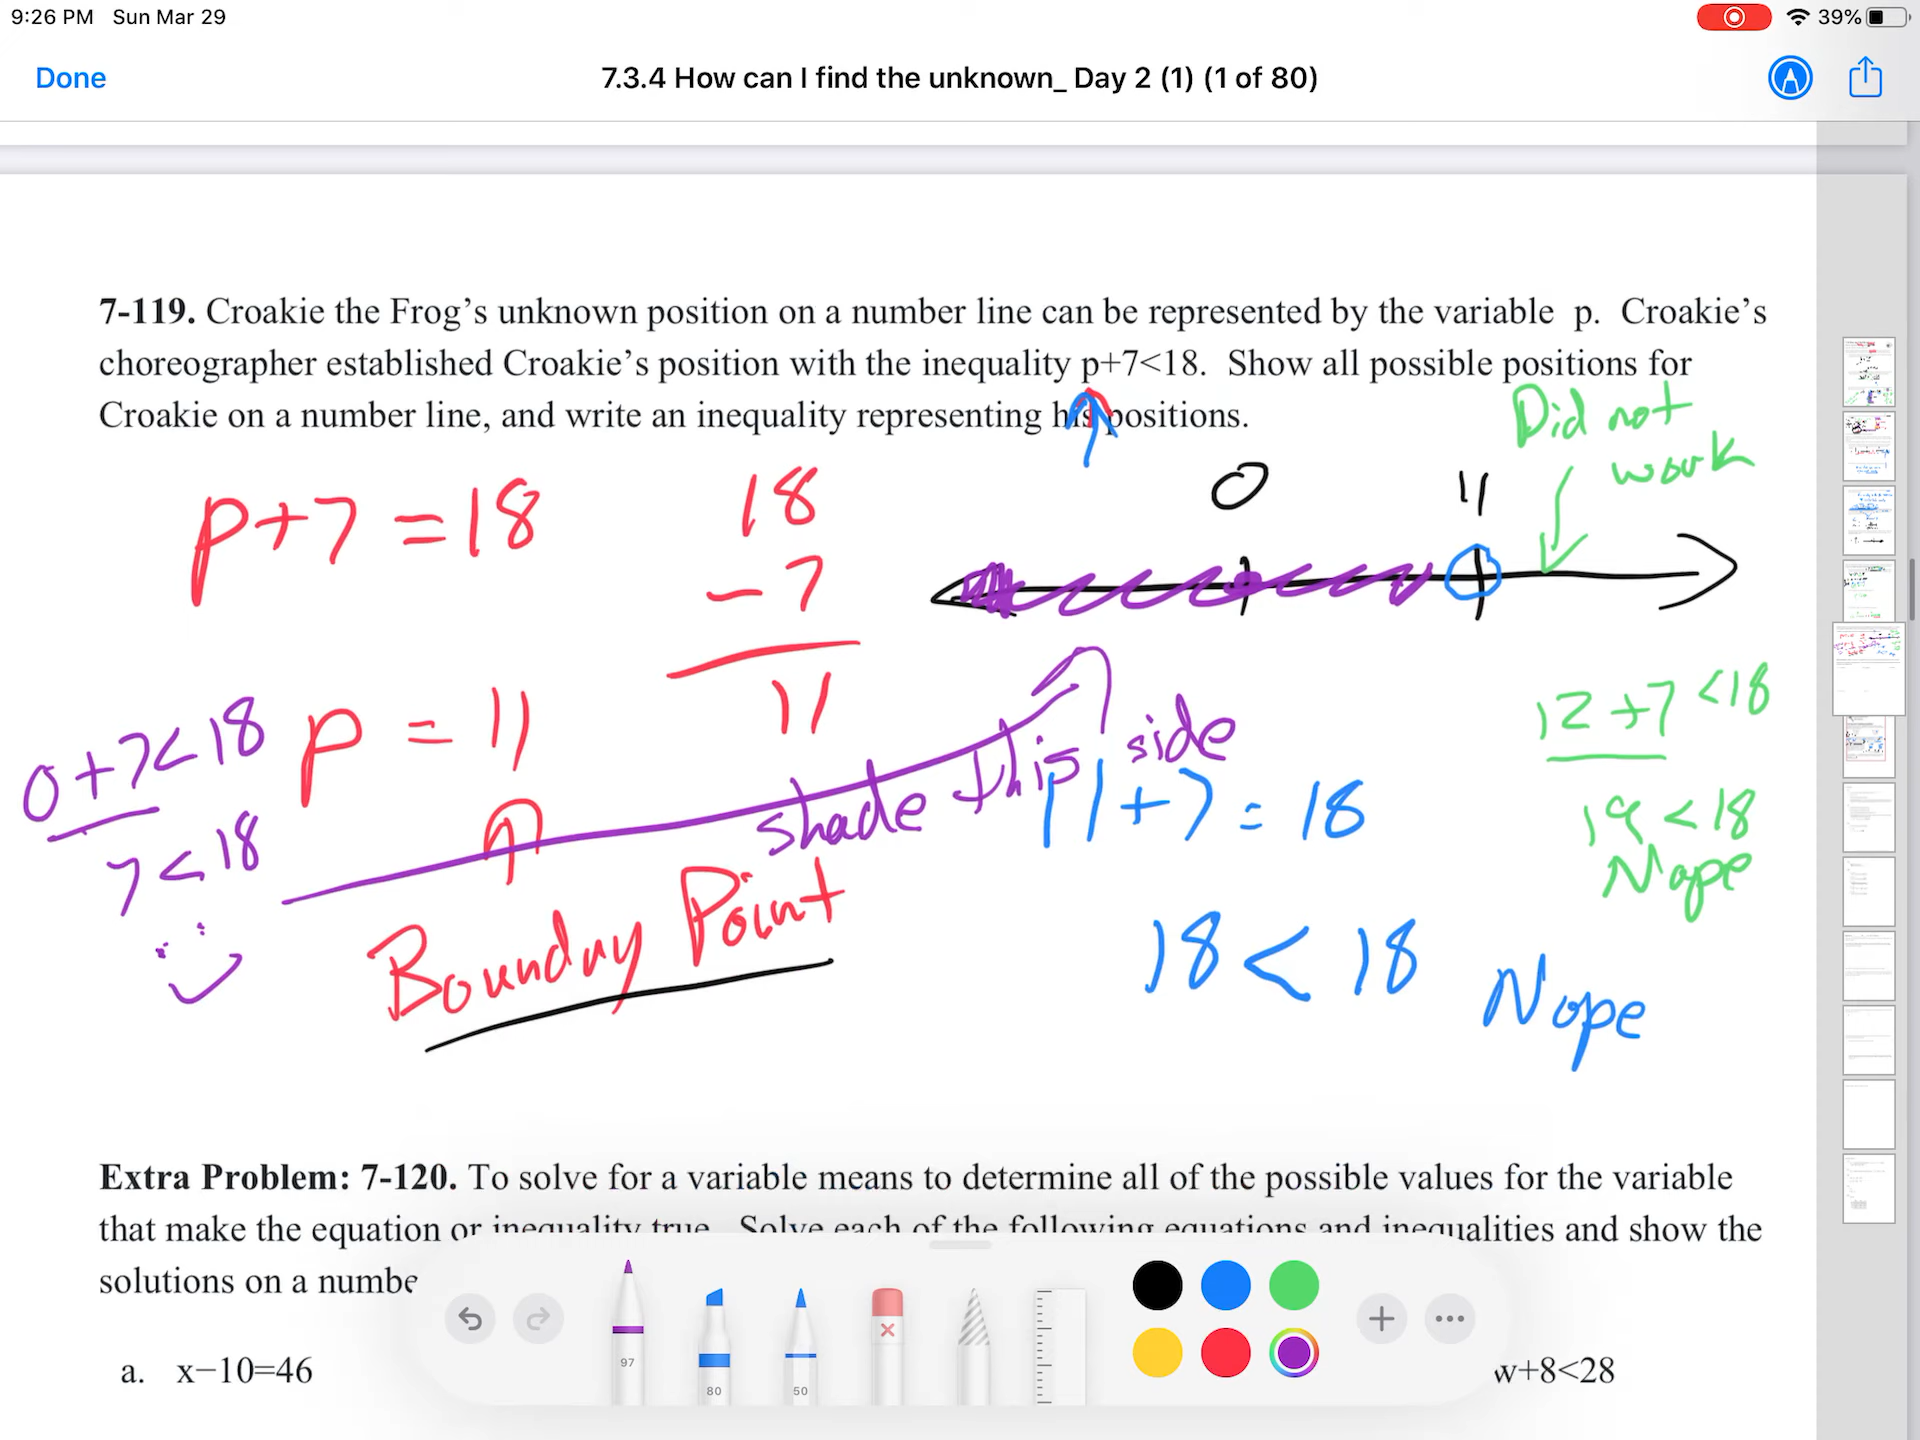 9:26 PM Sun Mar 29
39%
Done
7.3.4 How can I find the unknown_ Day 2 (1) (1 of 80)
7-119. Croakie the Frog’s unknown position on a number line can be represented by the variable p. Croakie’s
choreographer established Croakie’s position with the inequality p+7<18. Show all possible positions for
Croakie on a number line, and write an inequality representing his positions.
Did not
work
p+7 =18
18
-7
11
0
11
0+7<18
7<18
p = 11
Boundry Point
shade this side
11+7=18
18<18 Nope
12+7<18
19<18
Nope
Extra Problem: 7-120. To solve for a variable means to determine all of the possible values for the variable
that make the equation or inequality true. Solve each of the following equations and inequalities and show the
solutions on a numbe
97
80
50
a. x−10=46
w+8<28